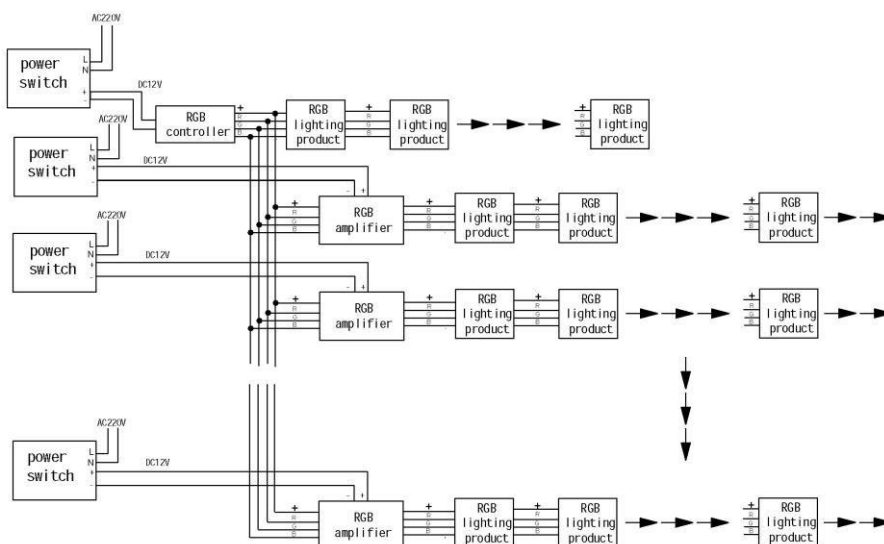 AC220V
power
switch
L
N
+
-
DC12V
RGB
controller
+
R
G
B
RGB
lighting
product
+
R
G
B
RGB
lighting
product
+
R
G
B
RGB
lighting
product
AC220V
power
switch
L
N
+
-
DC12V
- +
+
R
G
B
RGB
amplifier
+
R
G
B
RGB
lighting
product
+
R
G
B
RGB
lighting
product
+
R
G
B
RGB
lighting
product
AC220V
power
switch
L
N
+
-
DC12V
- +
+
R
G
B
RGB
amplifier
+
R
G
B
RGB
lighting
product
+
R
G
B
RGB
lighting
product
+
R
G
B
RGB
lighting
product
AC220V
power
switch
L
N
+
-
DC12V
- +
+
R
G
B
RGB
amplifier
+
R
G
B
RGB
lighting
product
+
R
G
B
RGB
lighting
product
+
R
G
B
RGB
lighting
product